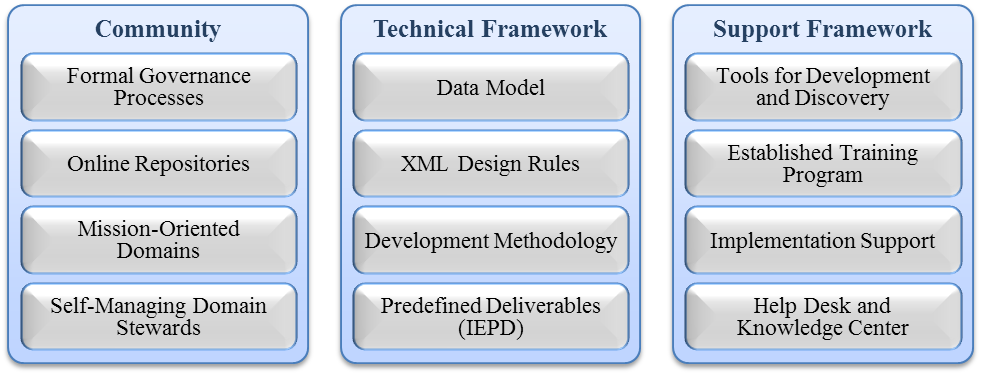 Community
Formal Governance
Processes
Online Repositories
Mission-Oriented
Domains
Self-Managing Domain
Stewards
Technical Framework
Data Model
XML Design Rules
Development Methodology
Predefined Deliverables
(IEPD)
Support Framework
Tools for Development
and Discovery
Established Training
Program
Implementation Support
Help Desk and
Knowledge Center